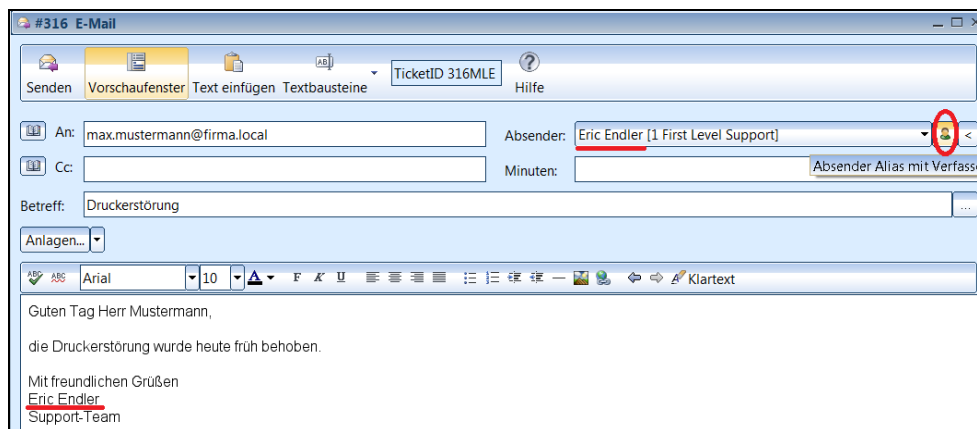 #316 E-Mail
Senden Vorschaufenster Text einfügen Textbausteine TicketID 316MLE Hilfe
An: max.mustermann@firma.local Absender: Eric Endler [1 First Level Support] <
Cc: Minuten: Absender Alias mit Verfass
Betreff: Druckerstörung ...
Anlagen...
ABC ABC Arial 10 A F K U Klartext
Guten Tag Herr Mustermann,
die Druckerstörung wurde heute früh behoben.
Mit freundlichen Grüßen
Eric Endler
Support-Team